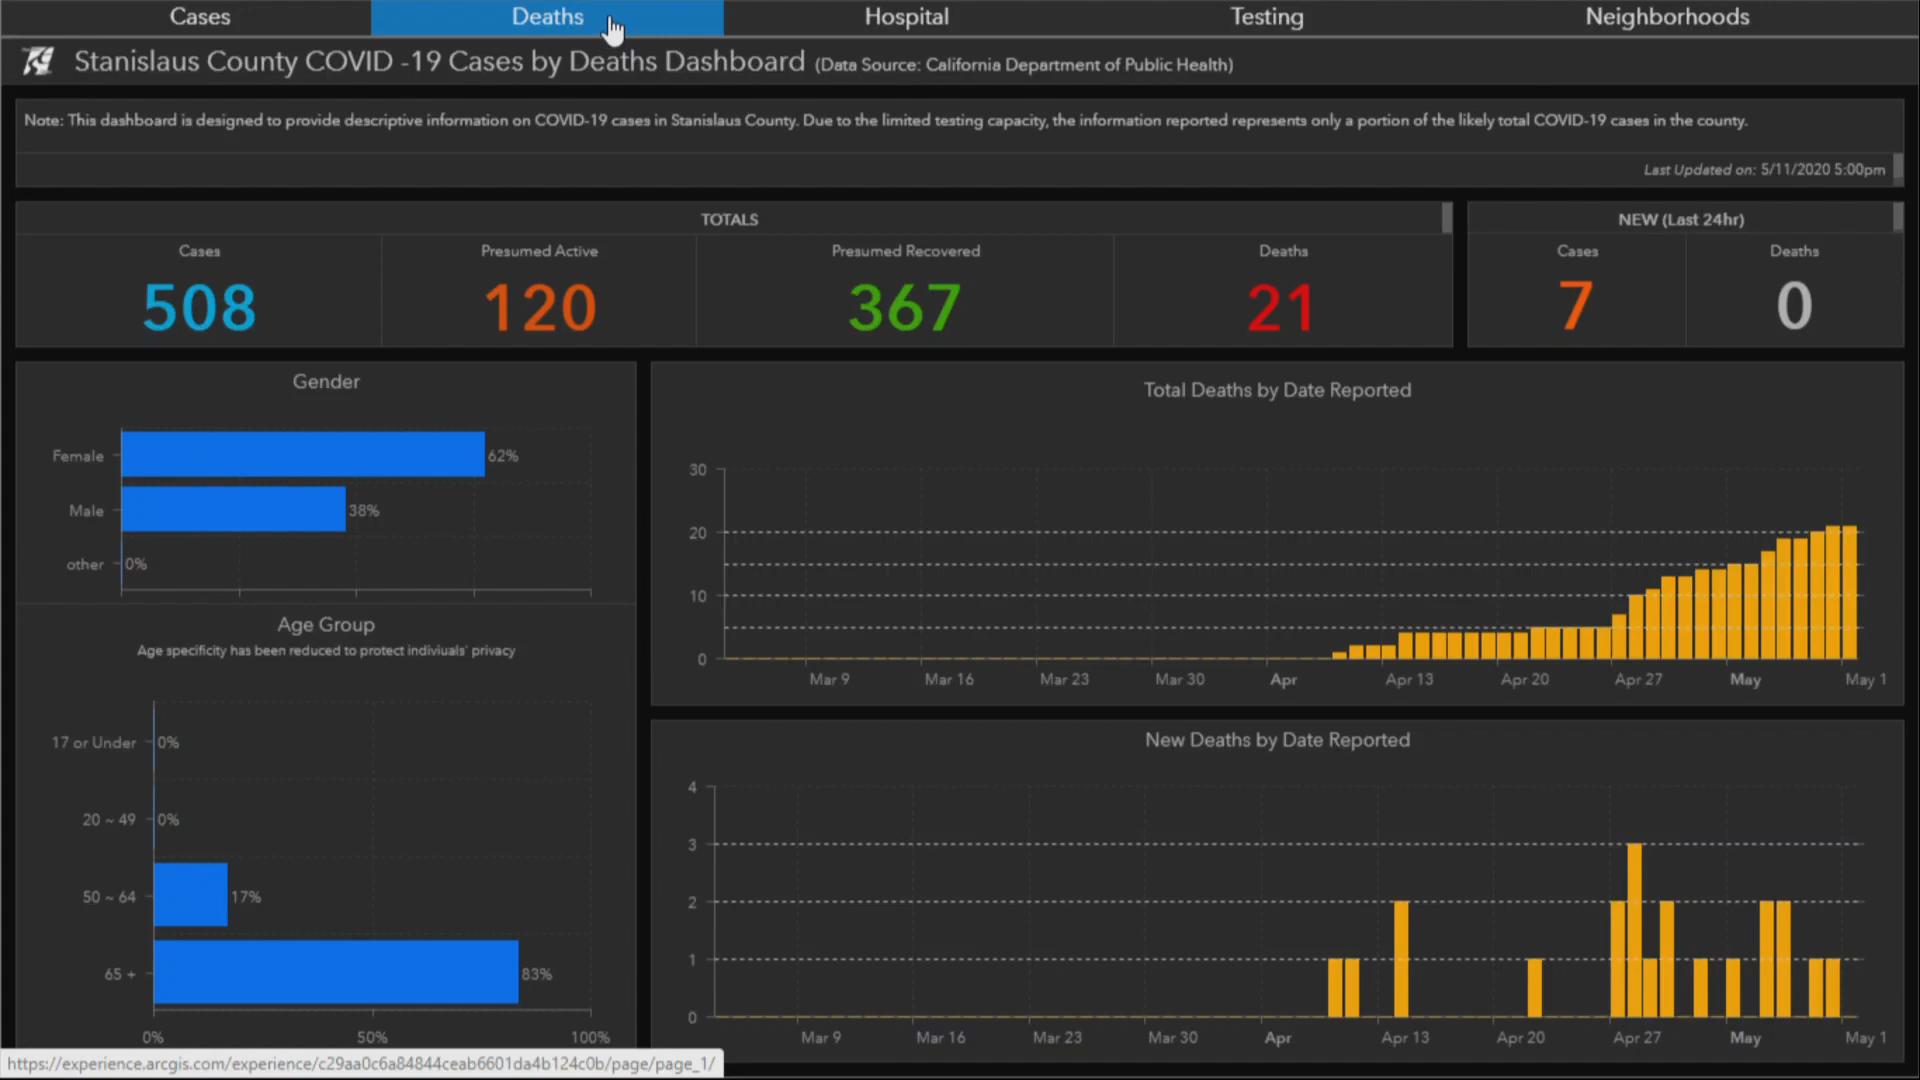 Cases Deaths Hospital Testing Neighborhoods
Stanislaus County COVID -19 Cases by Deaths Dashboard (Data Source: California Department of Public Health)
Note: This dashboard is designed to provide descriptive information on COVID-19 cases in Stanislaus County. Due to the limited testing capacity, the information reported represents only a portion of the likely total COVID-19 cases in the county.
Last Updated on: 5/11/2020 5:00pm
TOTALS
Cases Presumed Active Presumed Recovered Deaths
508 120 367 21
NEW (Last 24hr)
Cases Deaths
7 0
Gender
Female 62%
Male 38%
other 0%
Age Group
Age specificity has been reduced to protect indiviuals' privacy
17 or Under 0%
20 ~ 49 0%
50 ~ 64 17%
65 + 83%
0% 50% 100%
Total Deaths by Date Reported
30
20
10
0
Mar 9 Mar 16 Mar 23 Mar 30 Apr Apr 13 Apr 20 Apr 27 May May 1
New Deaths by Date Reported
4
3
2
1
0
Mar 9 Mar 16 Mar 23 Mar 30 Apr Apr 13 Apr 20 Apr 27 May May 1
https://experience.arcgis.com/experience/c29aa0c6a84844ceab6601da4b124c0b/page/page_1/